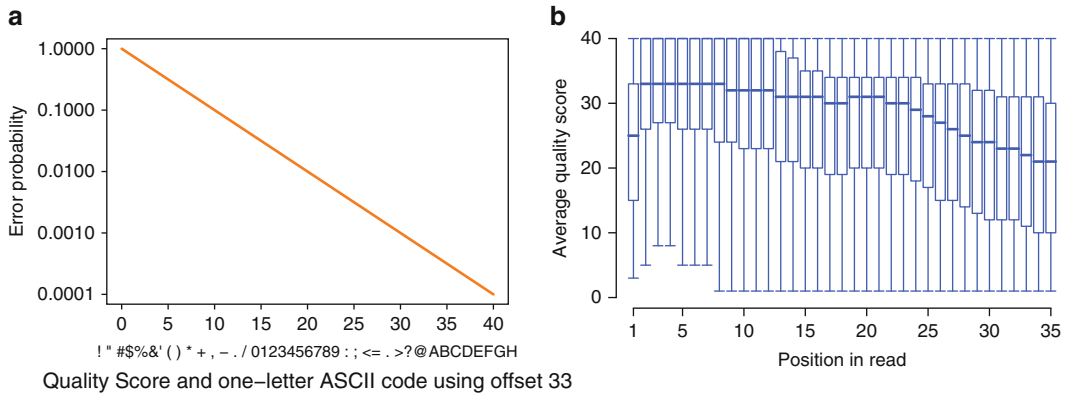 a
1.0000
0.1000
0.0100
0.0010
0.0001
Error probability
0 5 10 15 20 25 30 35 40
! " #$%&' ( ) * + , − . / 0123456789 : ; <= . >?@ABCDEFGH
Quality Score and one−letter ASCII code using offset 33
b
40
30
20
10
0
Average quality score
1 5 10 15 20 25 30 35
Position in read